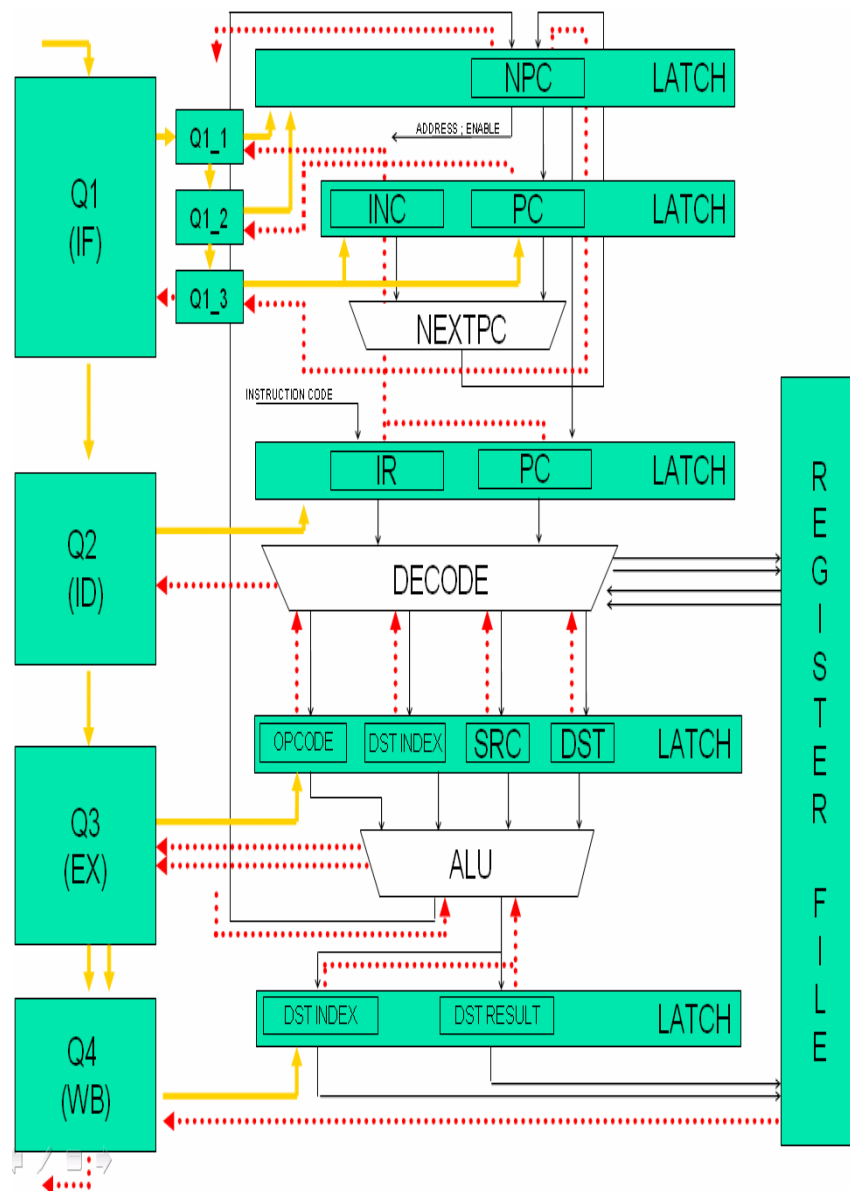 NPC LATCH
ADDRESS ; ENABLE
Q1_1
Q1
(IF)
Q1_2
INC PC LATCH
Q1_3
NEXTPC
INSTRUCTION CODE
IR PC LATCH
Q2
(ID)
DECODE
OPCODE DST INDEX SRC DST LATCH
Q3
(EX)
ALU
DST INDEX DST RESULT LATCH
Q4
(WB)
R
E
G
I
S
T
E
R
F
I
L
E